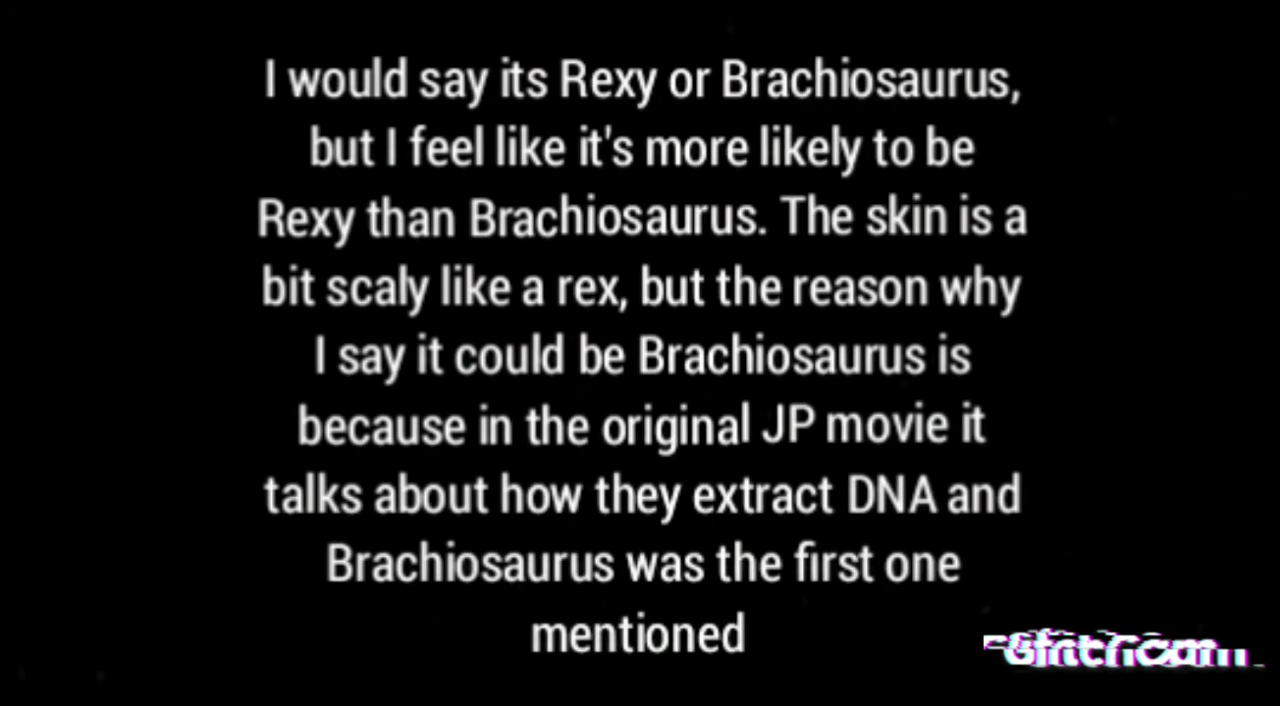 I would say its Rexy or Brachiosaurus,
but I feel like it's more likely to be
Rexy than Brachiosaurus. The skin is a
bit scaly like a rex, but the reason why
I say it could be Brachiosaurus is
because in the original JP movie it
talks about how they extract DNA and
Brachiosaurus was the first one
mentioned